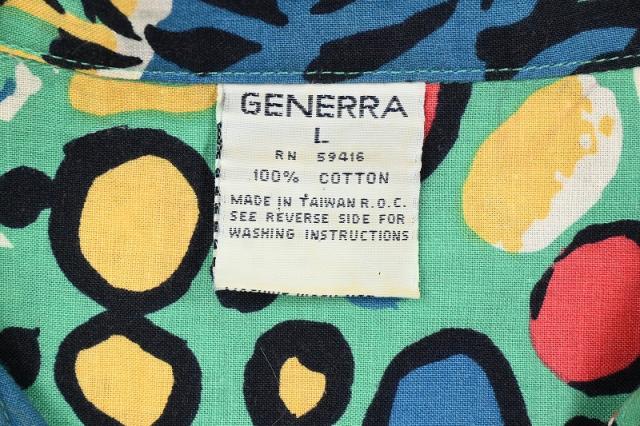 GENERRA
L
RN 59416
100% COTTON
MADE IN TAIWAN R.O.C.
SEE REVERSE SIDE FOR
WASHING INSTRUCTIONS